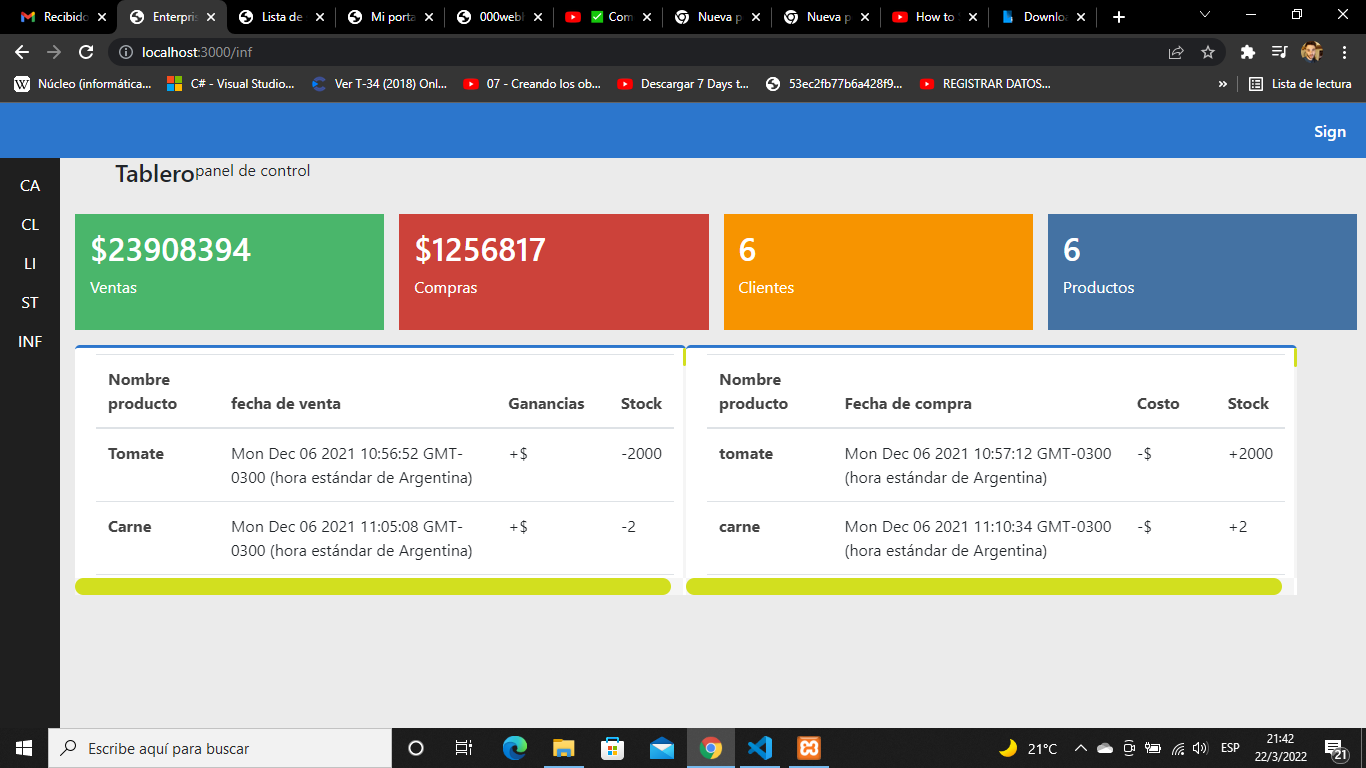 Recibido
Enterpris
Lista de
Mi porta
000webh
✅ Com
Nueva p
Nueva p
How to
Downloa
localhost:3000/inf
Núcleo (informática...
C# - Visual Studio...
Ver T-34 (2018) Onl...
07 - Creando los ob...
Descargar 7 Days t...
53ec2fb77b6a428f9...
REGISTRAR DATOS...
»
Lista de lectura
Sign
CA
CL
LI
ST
INF
Tablero panel de control
$23908394
Ventas
$1256817
Compras
6
Clientes
6
Productos
Nombre producto fecha de venta Ganancias Stock
Tomate Mon Dec 06 2021 10:56:52 GMT-
0300 (hora estándar de Argentina) +$ -2000
Carne Mon Dec 06 2021 11:05:08 GMT-
0300 (hora estándar de Argentina) +$ -2
Nombre producto Fecha de compra Costo Stock
tomate Mon Dec 06 2021 10:57:12 GMT-0300
(hora estándar de Argentina) -$ +2000
carne Mon Dec 06 2021 11:10:34 GMT-0300
(hora estándar de Argentina) -$ +2
Escribe aquí para buscar
21°C
ESP
21:42
22/3/2022
21